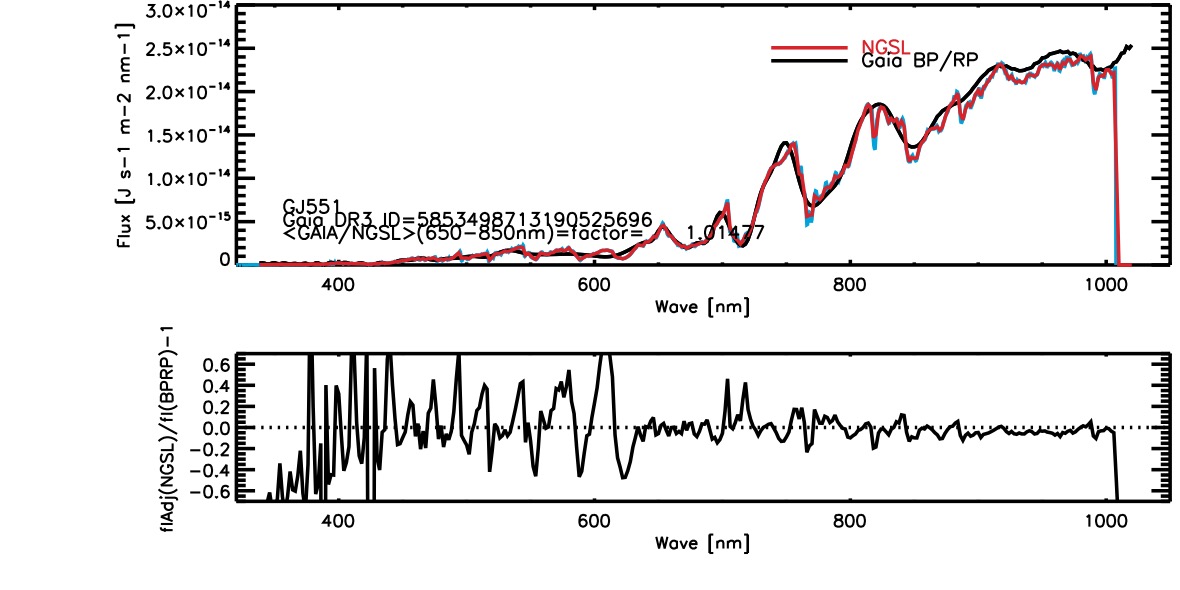 3.0×10⁻¹⁴
2.5×10⁻¹⁴
2.0×10⁻¹⁴
1.5×10⁻¹⁴
1.0×10⁻¹⁴
5.0×10⁻¹⁵
0
Flux [J s−1 m−2 nm−1]
NGSL
Gaia BP/RP
GJ551
Gaia DR3 ID=5853498713190525696
<GAIA/NGSL>(650−850nm)=factor= 1.01477
400 600 800 1000
Wave [nm]
flAdj(NGSL)/fl(BPRP)−1
0.6
0.4
0.2
0.0
−0.2
−0.4
−0.6
400 600 800 1000
Wave [nm]